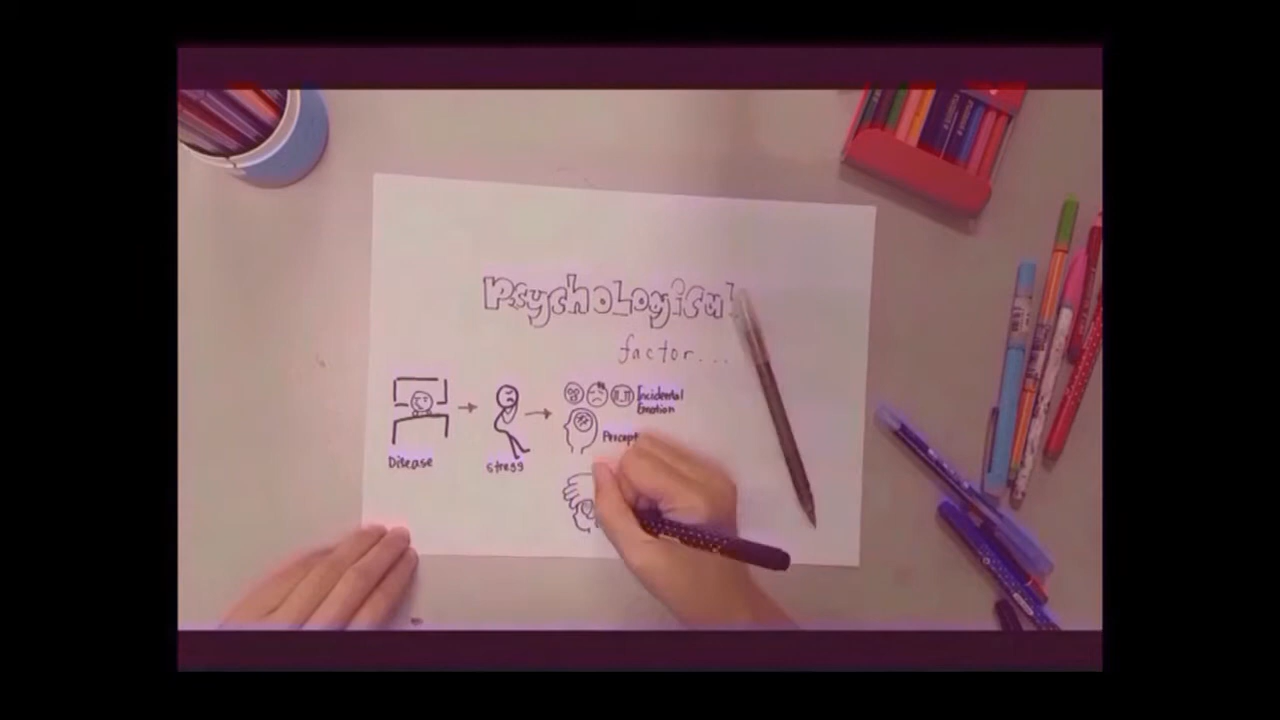 Psychological
factor...
Incidental
Emotion
Percept
Disease
stress